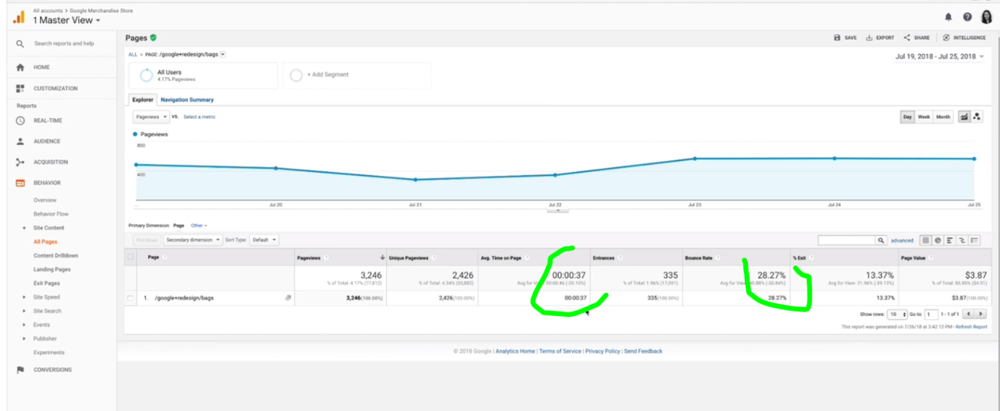 All accounts > Google Merchandise Store
1 Master View
Search reports and help
HOME
CUSTOMIZATION
Reports
REAL-TIME
AUDIENCE
ACQUISITION
BEHAVIOR
Overview
Behavior Flow
Site Content
All Pages
Content Drilldown
Landing Pages
Exit Pages
Site Speed
Site Search
Events
Publisher
Experiments
CONVERSIONS
Pages
SAVE EXPORT SHARE INTELLIGENCE
ALL » PAGE: /google+redesign/bags
Jul 19, 2018 - Jul 25, 2018
All Users
4.17% Pageviews
+ Add Segment
Explorer Navigation Summary
Pageviews VS. Select a metric
Day Week Month
Pageviews
800
400
... Jul 20 Jul 21 Jul 22 Jul 23 Jul 24 Jul 25
Primary Dimension: Page Other
Plot Rows Secondary dimension Sort Type: Default advanced
Page Pageviews Unique Pageviews Avg. Time on Page Entrances Bounce Rate % Exit Page Value
3,246 2,426 00:00:37 335 28.27% 13.37% $3.87
% of Total: 4.17% (77,812) % of Total: 4.34% (55,882) Avg for View: 00:00:46 (-20.10%) % of Total: 1.96% (17,091) Avg for View: (-30.84%) Avg for View: 21.96% (-39.13%) % of Total: 85.85% ($4.51)
1. /google+redesign/bags 3,246(100.00%) 2,426(100.00%) 00:00:37 335(100.00%) 28.27% 13.37% $3.87(100.00%)
Show rows: 10 Go to: 1 1 - 1 of 1
This report was generated on 7/26/18 at 3:42:12 PM - Refresh Report
© 2018 Google | Analytics Home | Terms of Service | Privacy Policy | Send Feedback